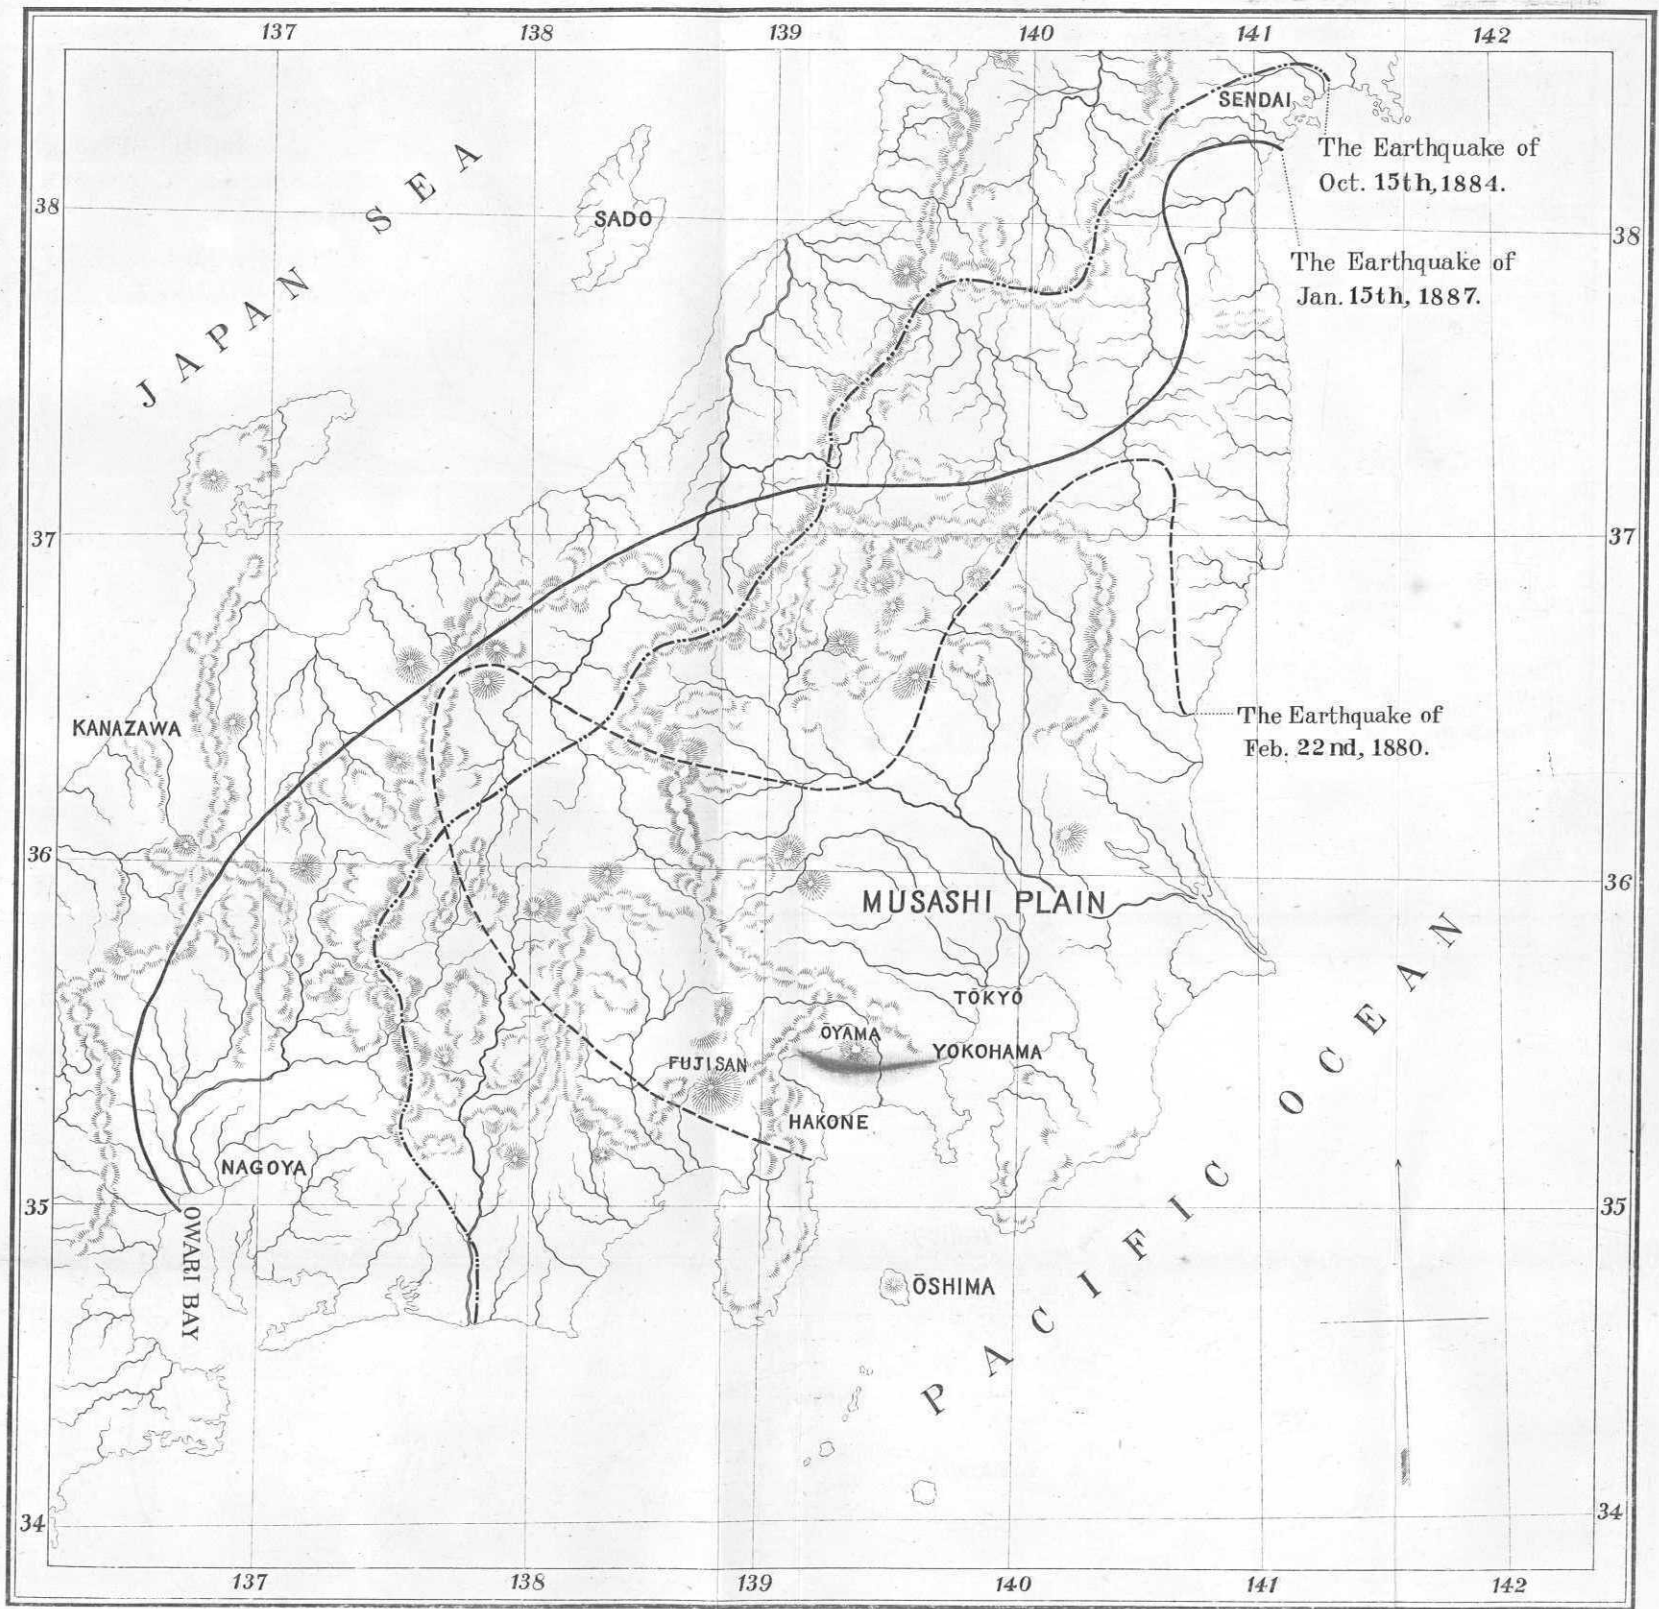 137 138 139 140 141 142
SENDAI
The Earthquake of
Oct. 15th, 1884.
JAPAN SEA
38
SADO
38
The Earthquake of
Jan. 15th, 1887.
37
37
KANAZAWA
The Earthquake of
Feb. 22nd, 1880.
36
36
MUSASHI PLAIN
TŌKYŌ
ŌYAMA
YOKOHAMA
FUJISAN
HAKONE
NAGOYA
PACIFIC OCEAN
35
35
OWARI BAY
ŌSHIMA
34
34
137 138 139 140 141 142